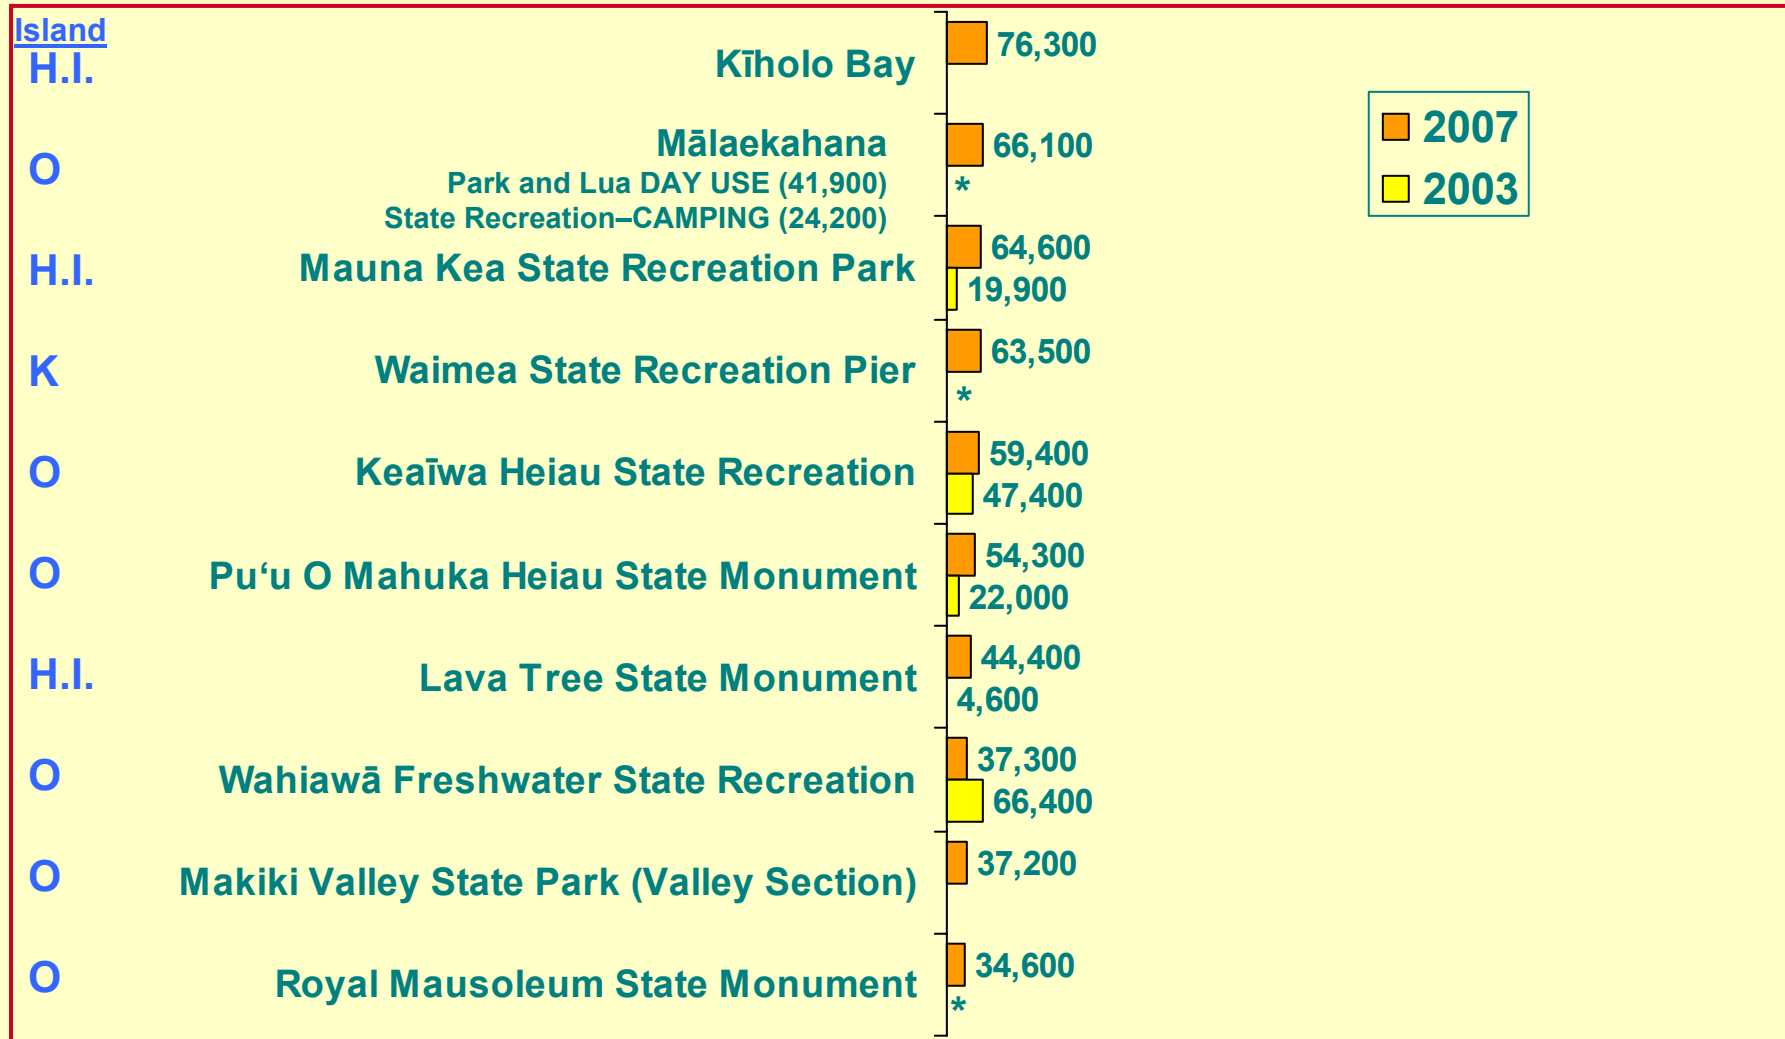 Island
H.I.
Kīholo Bay
76,300
2007
2003
O
Mālaekahana
Park and Lua DAY USE (41,900)
State Recreation–CAMPING (24,200)
66,100
*
H.I.
Mauna Kea State Recreation Park
64,600
19,900
K
Waimea State Recreation Pier
63,500
*
O
Keaīwa Heiau State Recreation
59,400
47,400
O
Pu‘u O Mahuka Heiau State Monument
54,300
22,000
H.I.
Lava Tree State Monument
44,400
4,600
O
Wahiawā Freshwater State Recreation
37,300
66,400
O
Makiki Valley State Park (Valley Section)
37,200
O
Royal Mausoleum State Monument
34,600
*